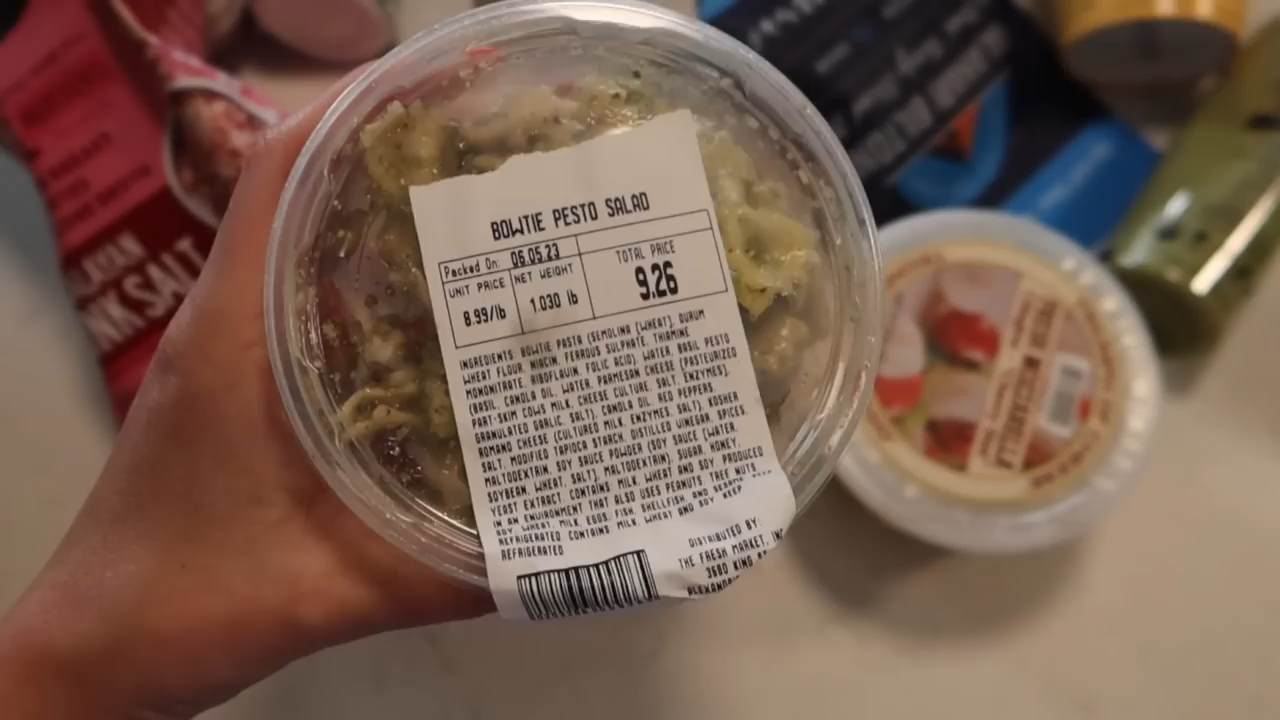 BOWTIE PESTO SALAD
Packed On: 06.05.23
UNIT PRICE
8.99/lb
NET WEIGHT
1.030 lb
TOTAL PRICE
9.26
INGREDIENTS: BOWTIE PASTA (SEMOLINA [WHEAT], DURUM
WHEAT FLOUR, NIACIN, FERROUS SULPHATE, THIAMINE
MONONITRATE, RIBOFLAVIN, FOLIC ACID), WATER, BASIL PESTO
(BASIL, CANOLA OIL, WATER, PARMESAN CHEESE [PASTEURIZED
PART-SKIM COWS MILK, CHEESE CULTURE, SALT, ENZYMES],
GRANULATED GARLIC, SALT), CANOLA OIL, RED PEPPERS,
ROMANO CHEESE (CULTURED MILK, ENZYMES, SALT) KOSHER
SALT, MODIFIED TAPIOCA STARCH, DISTILLED VINEGAR, SPICES,
MALTODEXTRIN, SOY SAUCE POWDER (SOY SAUCE [WATER,
SOYBEAN, WHEAT, SALT], MALTODEXTRIN) SUGAR, HONEY,
YEAST EXTRACT. CONTAINS: MILK, WHEAT AND SOY PRODUCED
IN AN ENVIRONMENT THAT ALSO USES PEANUTS TREE NUTS
SOY, WHEAT, MILK, EGGS, FISH, SHELLFISH, AND SESAME KEEP
REFRIGERATED CONTAINS MILK, WHEAT AND SOY
REFRIGERATED
DISTRIBUTED BY:
THE FRESH MARKET, INC
3680 KING
PINK SALT
MOZZARELLA